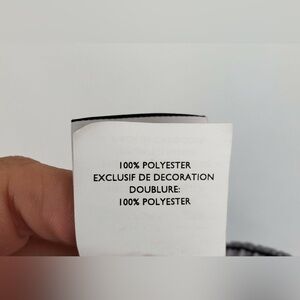 100% POLYESTER
EXCLUSIF DE DECORATION
DOUBLURE:
100% POLYESTER